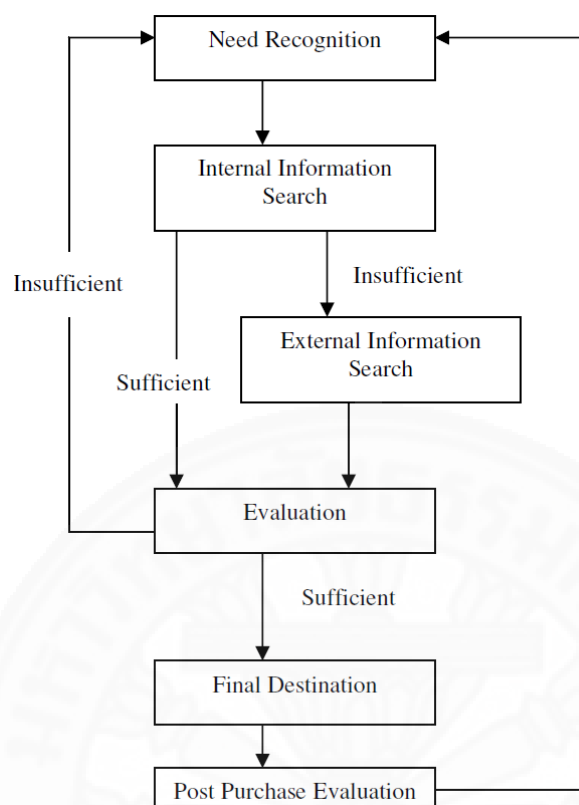 Need Recognition
Internal Information
Search
Insufficient
Insufficient
External Information
Search
Sufficient
Evaluation
Sufficient
Final Destination
Post Purchase Evaluation